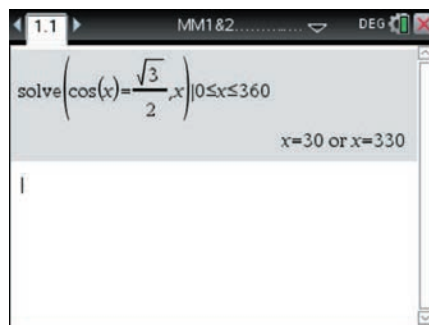 1.1 MM1&2............. DEG
solve(cos(x)=√3/2,x)|0≤x≤360
x=30 or x=330